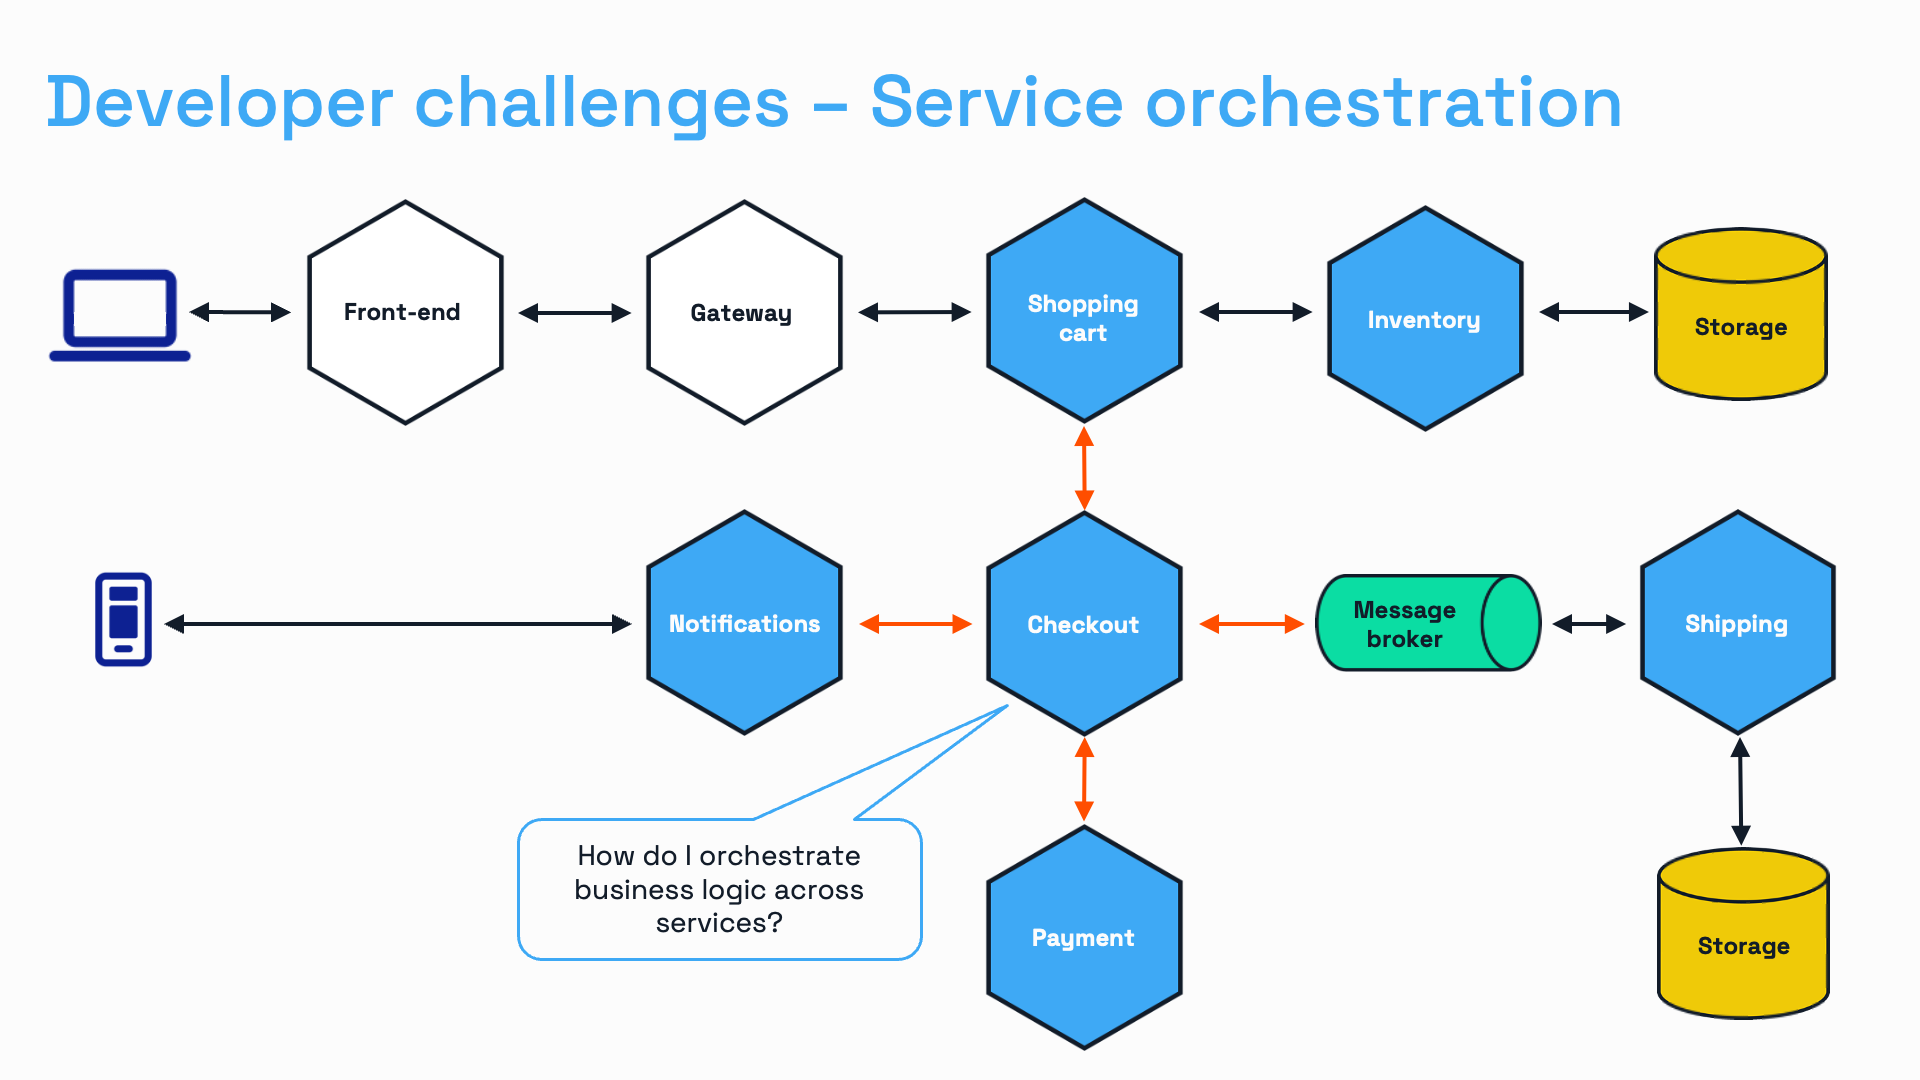 Developer challenges – Service orchestration
Front-end
Gateway
Shopping
cart
Inventory
Storage
Notifications
Checkout
Message
broker
Shipping
How do I orchestrate
business logic across
services?
Payment
Storage